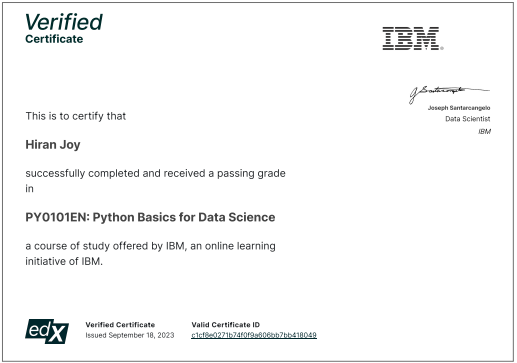 Verified
Certificate
IBM®
Joseph Santarcangelo
Data Scientist
IBM
This is to certify that
Hiran Joy
successfully completed and received a passing grade
in
PY0101EN: Python Basics for Data Science
a course of study offered by IBM, an online learning
initiative of IBM.
edX
Verified Certificate
Issued September 18, 2023
Valid Certificate ID
c1cf8e0271b74f0f9a606bb7bb418049